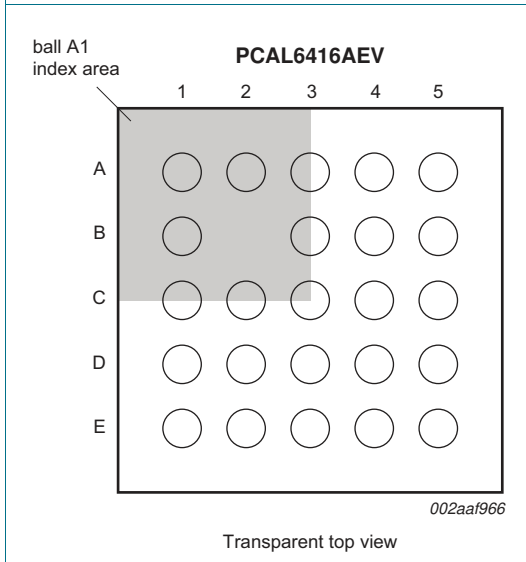 ball A1
index area
PCAL6416AEV
1 2 3 4 5
A
B
C
D
E
002aaf966
Transparent top view